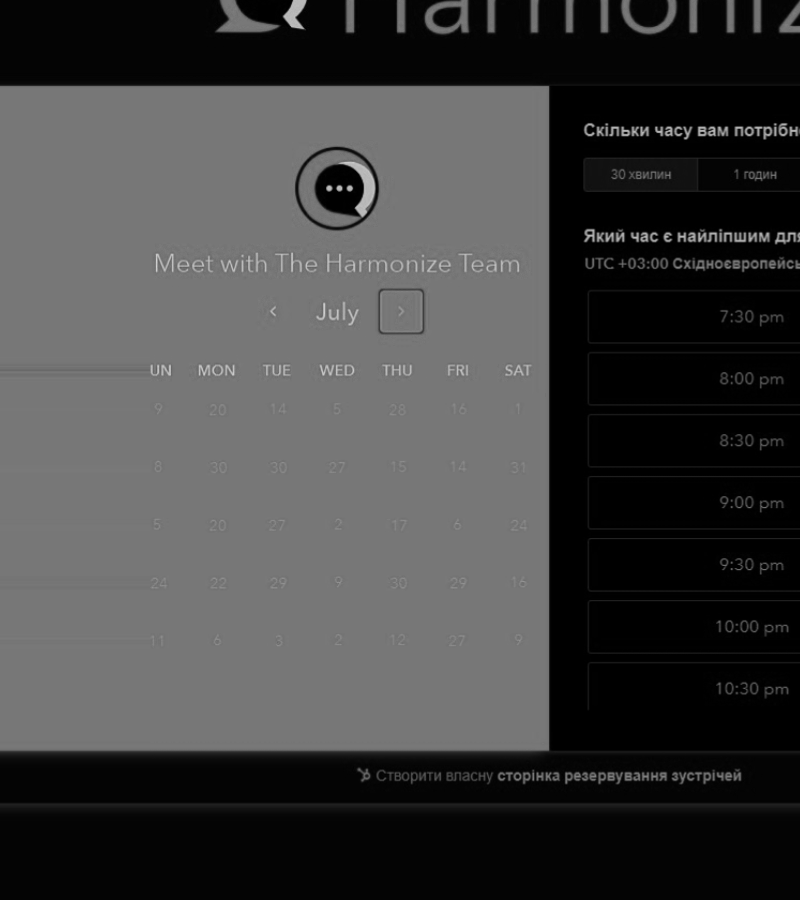 Harmoniz
Meet with The Harmonize Team
July
UN MON TUE WED THU FRI SAT
9 20 14 5 28 16 1
8 30 30 27 15 14 31
5 20 27 2 17 6 24
24 22 29 9 30 29 16
11 6 3 2 12 27 9
Скільки часу вам потрібн
30 хвилин 1 годин
Який час є найліпшим для
UTC +03:00 Східноєвропейсь
7:30 pm
8:00 pm
8:30 pm
9:00 pm
9:30 pm
10:00 pm
10:30 pm
Створити власну сторінка резервування зустрічей